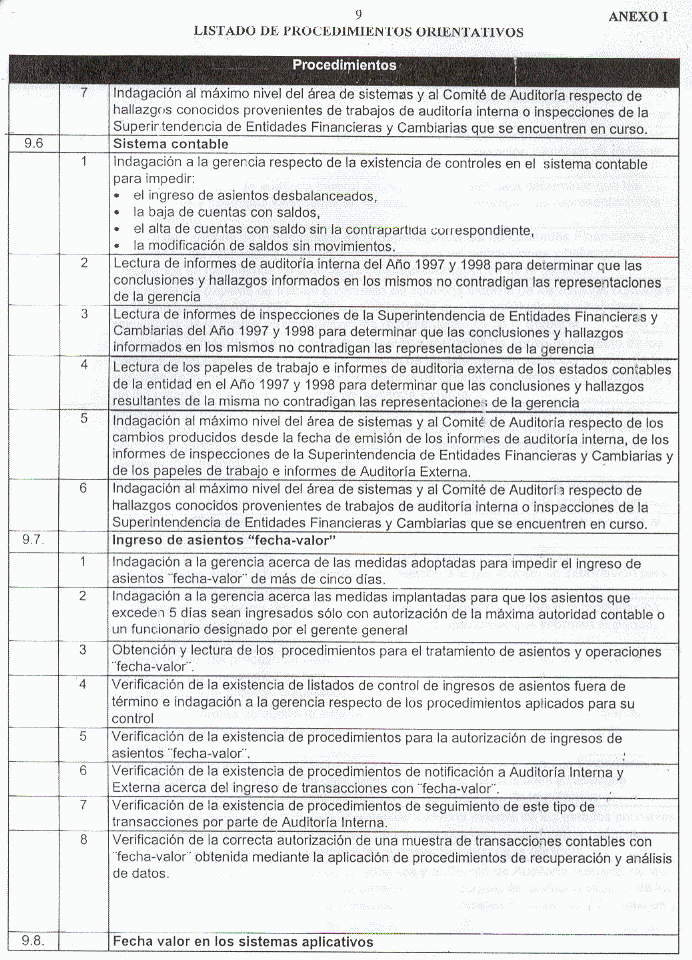 9
ANEXO I
LISTADO DE PROCEDIMIENTOS ORIENTATIVOS
Procedimientos
7 Indagación al máximo nivel del área de sistemas y al Comité de Auditoría respecto de
hallazgos conocidos provenientes de trabajos de auditoría interna o inspecciones de la
Superintendencia de Entidades Financieras y Cambiarias que se encuentren en curso.
9.6 Sistema contable
1 Indagación a la gerencia respecto de la existencia de controles en el sistema contable
para impedir:
• el ingreso de asientos desbalanceados,
• la baja de cuentas con saldos,
• el alta de cuentas con saldo sin la contrapartida correspondiente,
• la modificación de saldos sin movimientos.
2 Lectura de informes de auditoria interna del Año 1997 y 1998 para determinar que las
conclusiones y hallazgos informados en los mismos no contradigan las representaciones
de la gerencia
3 Lectura de informes de inspecciones de la Superintendencia de Entidades Financieras y
Cambiarias del Año 1997 y 1998 para determinar que las conclusiones y hallazgos
informados en los mismos no contradigan las representaciones de la gerencia
4 Lectura de los papeles de trabajo e informes de auditoria externa de los estados contables
de la entidad en el Año 1997 y 1998 para determinar que las conclusiones y hallazgos
resultantes de la misma no contradigan las representaciones de la gerencia
5 Indagación al máximo nivel del área de sistemas y al Comité de Auditoría respecto de los
cambios producidos desde la fecha de emisión de los informes de auditoría interna, de los
informes de inspecciones de la Superintendencia de Entidades Financieras y Cambiarias y
de los papeles de trabajo e informes de Auditoría Externa.
6 Indagación al máximo nivel del área de sistemas y al Comité de Auditoría respecto de
hallazgos conocidos provenientes de trabajos de auditoría interna o inspecciones de la
Superintendencia de Entidades Financieras y Cambiarias que se encuentren en curso.
9.7. Ingreso de asientos “fecha-valor”
1 Indagación a la gerencia acerca de las medidas adoptadas para impedir el ingreso de
asientos ¨fecha-valor¨ de más de cinco días.
2 Indagación a la gerencia acerca las medidas implantadas para que los asientos que
exceden 5 días sean ingresados sólo con autorización de la máxima autoridad contable o
un funcionario designado por el gerente general
3 Obtención y lectura de los procedimientos para el tratamiento de asientos y operaciones
¨fecha-valor¨.
4 Verificación de la existencia de listados de control de ingresos de asientos fuera de
término e indagación a la gerencia respecto de los procedimientos aplicados para su
control
5 Verificación de la existencia de procedimientos para la autorización de ingresos de
asientos ¨fecha-valor¨.
6 Verificación de la existencia de procedimientos de notificación a Auditoría Interna y
Externa acerca del ingreso de transacciones con ¨fecha-valor¨.
7 Verificación de la existencia de procedimientos de seguimiento de este tipo de
transacciones por parte de Auditoría Interna.
8 Verificación de la correcta autorización de una muestra de transacciones contables con
¨fecha-valor¨ obtenida mediante la aplicación de procedimientos de recuperación y análisis
de datos.
9.8. Fecha valor en los sistemas aplicativos